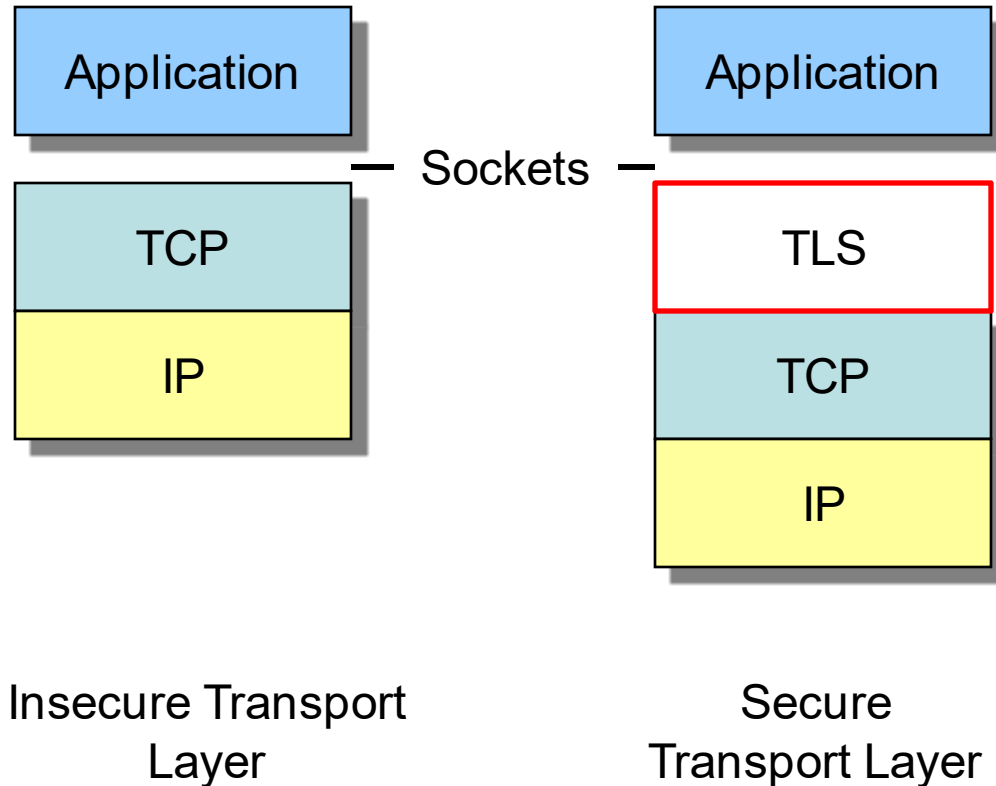 Application
Application
Sockets
TCP
TLS
IP
TCP
IP
Insecure Transport
Layer
Secure
Transport Layer